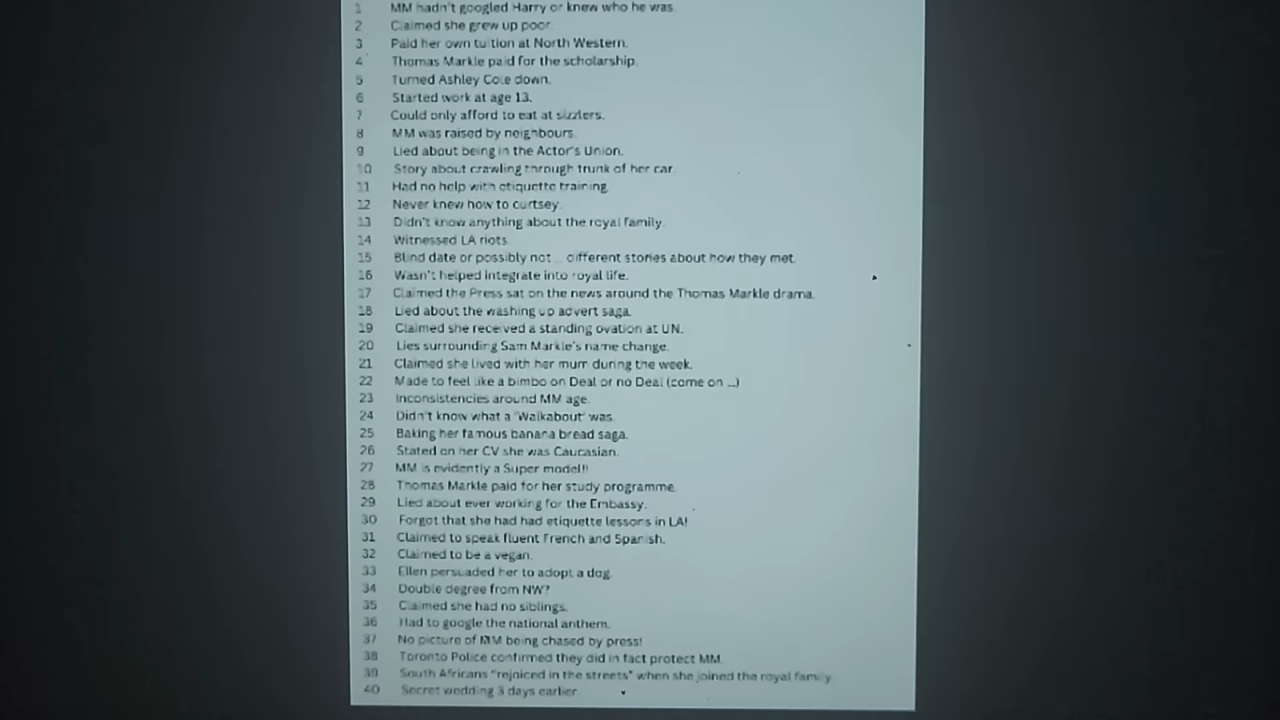 1 MM hadn't googled Harry or knew who he was.
2 Claimed she grew up poor.
3 Paid her own tuition at North Western.
4 Thomas Markle paid for the scholarship.
5 Turned Ashley Cole down.
6 Started work at age 13.
7 Could only afford to eat at sizzlers.
8 MM was raised by neighbours.
9 Lied about being in the Actor's Union.
10 Story about crawling through trunk of her car.
11 Had no help with etiquette training.
12 Never knew how to curtsey.
13 Didn't know anything about the royal family.
14 Witnessed LA riots.
15 Blind date or possibly not ... different stories about how they met.
16 Wasn't helped integrate into royal life.
17 Claimed the Press sat on the news around the Thomas Markle drama.
18 Lied about the washing up advert saga.
19 Claimed she received a standing ovation at UN.
20 Lies surrounding Sam Markle's name change.
21 Claimed she lived with her mum during the week.
22 Made to feel like a bimbo on Deal or no Deal (come on ...)
23 Inconsistencies around MM age.
24 Didn't know what a 'Walkabout' was.
25 Baking her famous banana bread saga.
26 Stated on her CV she was Caucasian.
27 MM is evidently a Super model!!
28 Thomas Markle paid for her study programme.
29 Lied about ever working for the Embassy.
30 Forgot that she had had etiquette lessons in LA!
31 Claimed to speak fluent French and Spanish.
32 Claimed to be a vegan.
33 Ellen persuaded her to adopt a dog.
34 Double degree from NW?
35 Claimed she had no siblings.
36 Had to google the national anthem.
37 No picture of MM being chased by press!
38 Toronto Police confirmed they did in fact protect MM.
39 South Africans "rejoiced in the streets" when she joined the royal family.
40 Secret wedding 3 days earlier